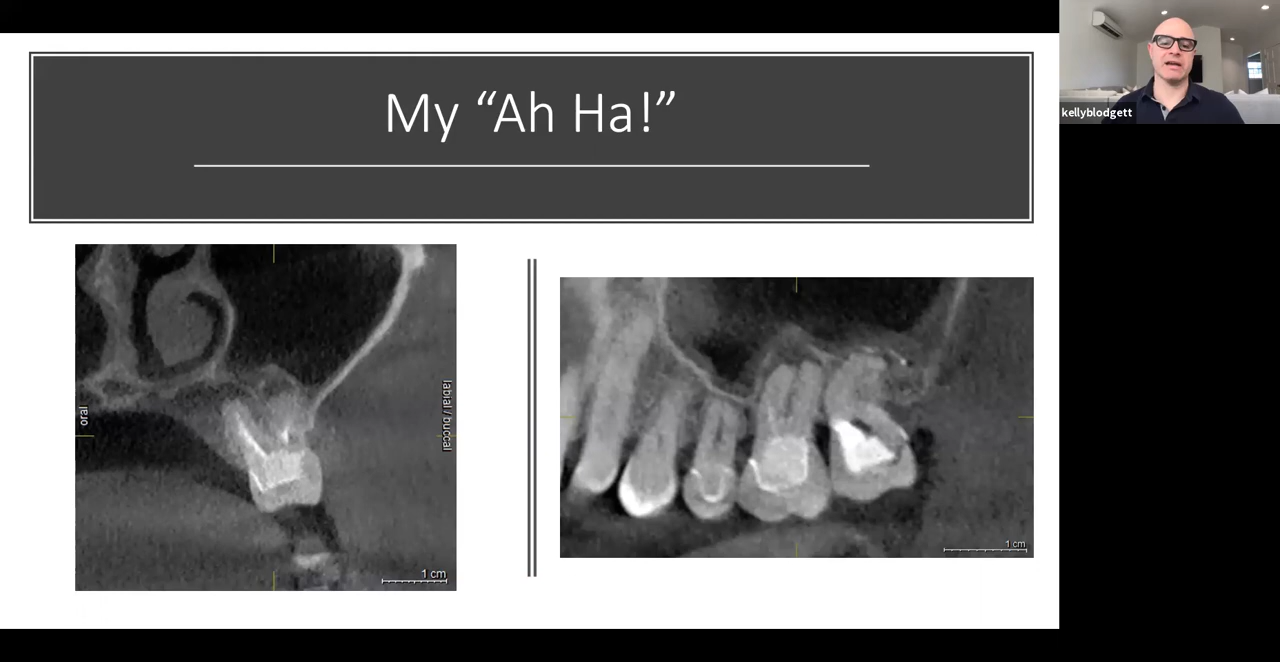 My “Ah Ha!”
kellyblodgett
oral
labial / buccal
1 cm
1 cm